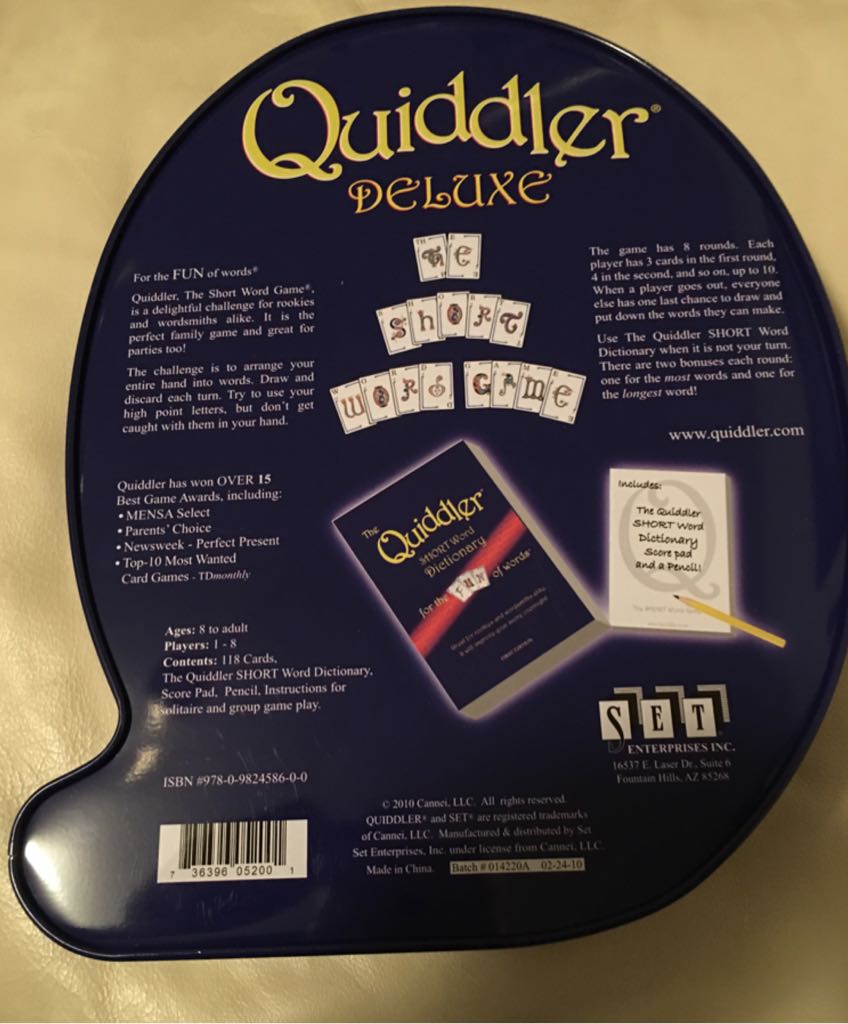 Quiddler®
DELUXE
THE
SHORT
WORD GAME
For the FUN of words®
Quiddler, The Short Word Game®,
is a delightful challenge for rookies
and wordsmiths alike. It is the
perfect family game and great for
parties too!
The challenge is to arrange your
entire hand into words. Draw and
discard each turn. Try to use your
high point letters, but don't get
caught with them in your hand.
The game has 8 rounds. Each
player has 3 cards in the first round,
4 in the second, and so on, up to 10.
When a player goes out, everyone
else has one last chance to draw and
put down the words they can make.
Use The Quiddler SHORT Word
Dictionary when it is not your turn.
There are two bonuses each round:
one for the most words and one for
the longest word!
www.quiddler.com
Quiddler has won OVER 15
Best Game Awards, including:
• MENSA Select
• Parents' Choice
• Newsweek - Perfect Present
• Top-10 Most Wanted
Card Games - TDmonthly
The
Quiddler
SHORT Word
Dictionary
for the FUN of words
Includes:
The Quiddler
SHORT Word
Dictionary
Score pad
and a Pencil!
Ages: 8 to adult
Players: 1 - 8
Contents: 118 Cards,
The Quiddler SHORT Word Dictionary,
Score Pad, Pencil, Instructions for
solitaire and group game play.
SET
ENTERPRISES INC.
16537 E. Laser Dr., Suite 6
Fountain Hills, AZ 85268
ISBN #978-0-9824586-0-0
7 36396 05200 1
© 2010 Cannei, LLC. All rights reserved.
QUIDDLER® and SET® are registered trademarks
of Cannei, LLC. Manufactured & distributed by Set
Set Enterprises, Inc. under license from Cannei, LLC.
Made in China. Batch # 014220A 02-24-10